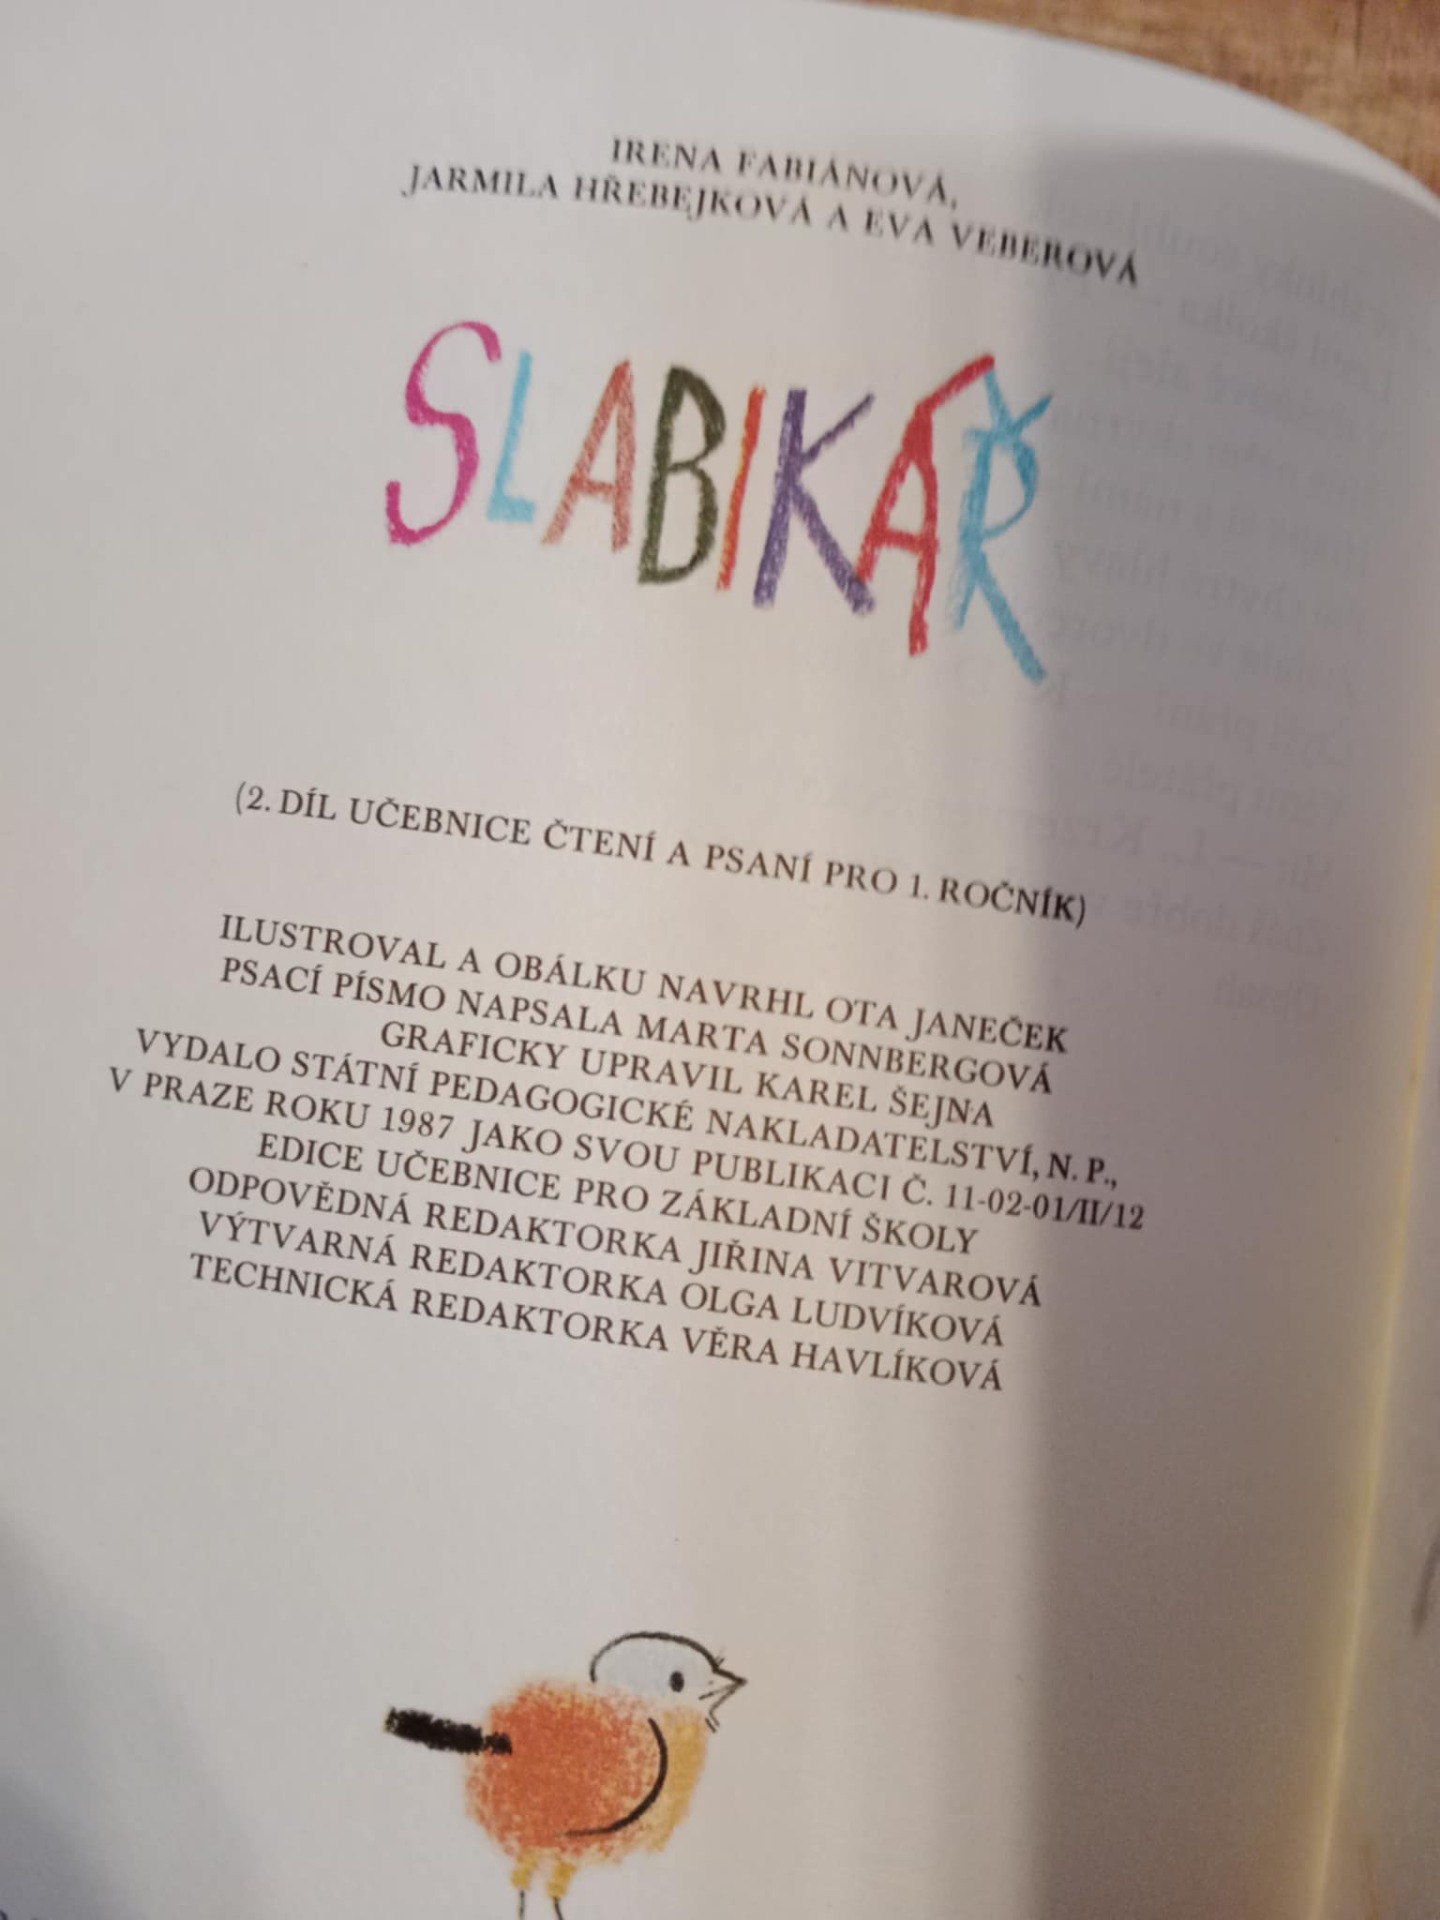 IRENA FABIÁNOVÁ,
JARMILA HŘEBEJKOVÁ A EVA VEBEROVÁ
SLABIKÁŘ
(2. DÍL UČEBNICE ČTENÍ A PSANÍ PRO 1. ROČNÍK)
ILUSTROVAL A OBÁLKU NAVRHL OTA JANEČEK
PSACÍ PÍSMO NAPSALA MARTA SONNBERGOVÁ
GRAFICKY UPRAVIL KAREL ŠEJNA
VYDALO STÁTNÍ PEDAGOGICKÉ NAKLADATELSTVÍ, N. P.,
V PRAZE ROKU 1987 JAKO SVOU PUBLIKACI Č. 11-02-01/II/12
EDICE UČEBNICE PRO ZÁKLADNÍ ŠKOLY
ODPOVĚDNÁ REDAKTORKA JIŘINA VITVAROVÁ
VÝTVARNÁ REDAKTORKA OLGA LUDVÍKOVÁ
TECHNICKÁ REDAKTORKA VĚRA HAVLÍKOVÁ